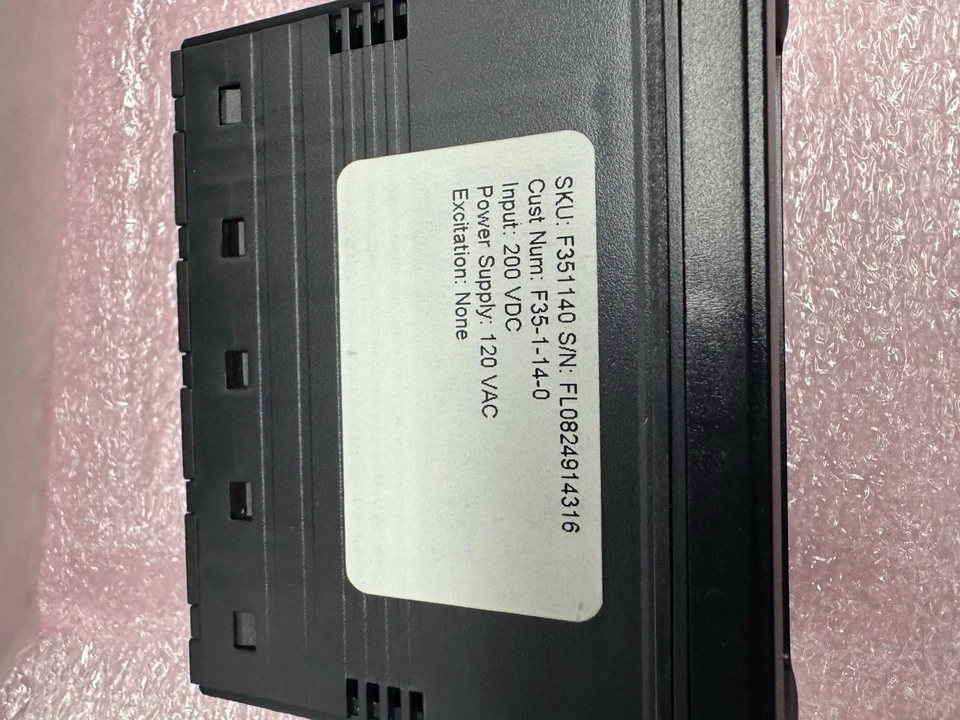 SKU: F351140 S/N: FL0824914316
Cust Num: F35-1-14-0
Input: 200 VDC
Power Supply: 120 VAC
Excitation: None